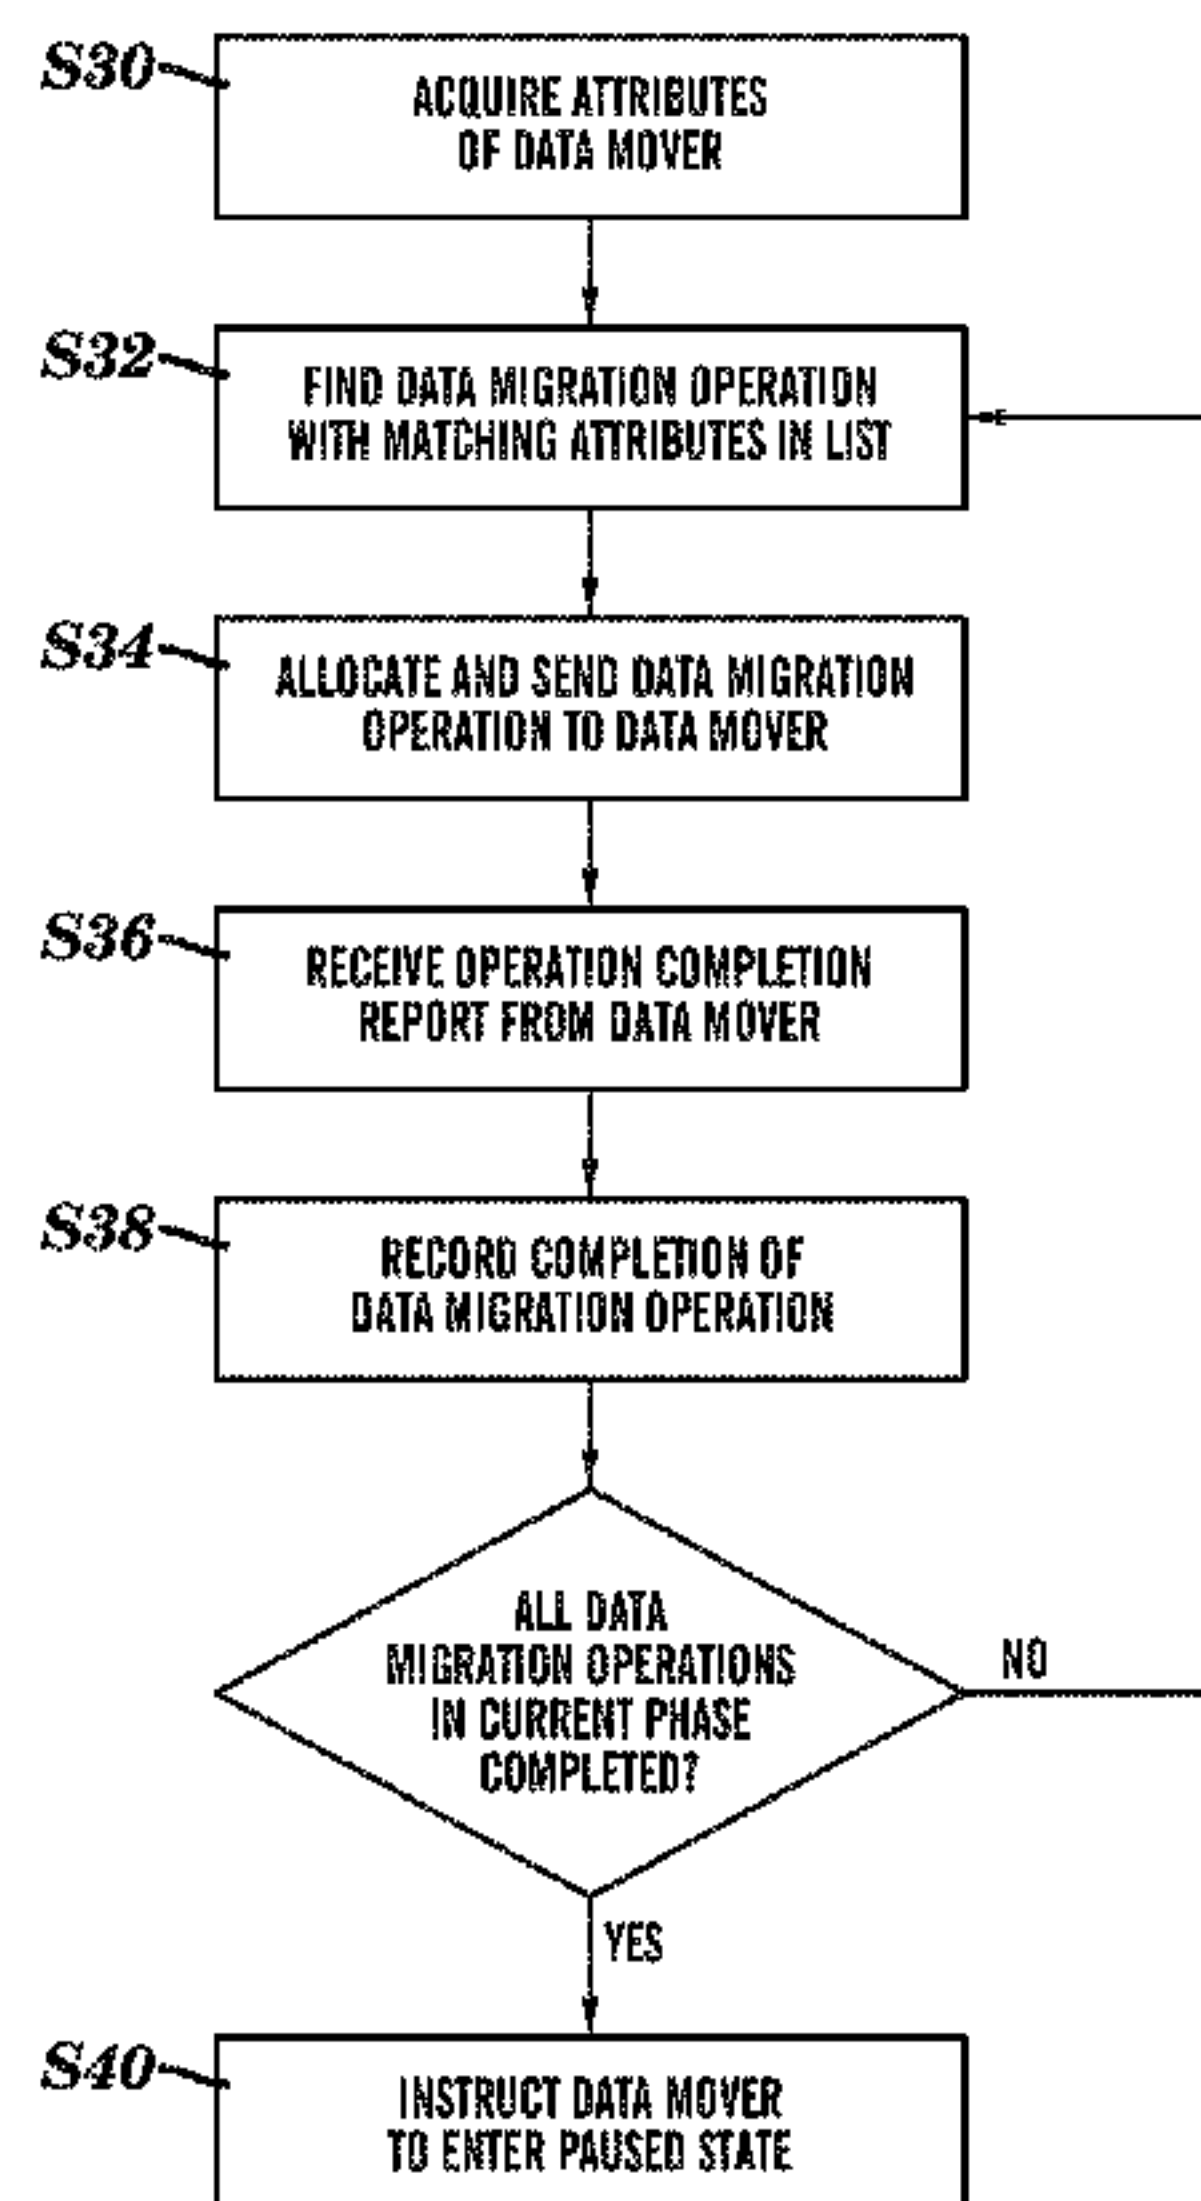 S30
ACQUIRE ATTRIBUTES
OF DATA MOVER
S32
FIND DATA MIGRATION OPERATION
WITH MATCHING ATTRIBUTES IN LIST
S34
ALLOCATE AND SEND DATA MIGRATION
OPERATION TO DATA MOVER
S36
RECEIVE OPERATION COMPLETION
REPORT FROM DATA MOVER
S38
RECORD COMPLETION OF
DATA MIGRATION OPERATION
ALL DATA
MIGRATION OPERATIONS
IN CURRENT PHASE
COMPLETED?
NO
YES
S40
INSTRUCT DATA MOVER
TO ENTER PAUSED STATE